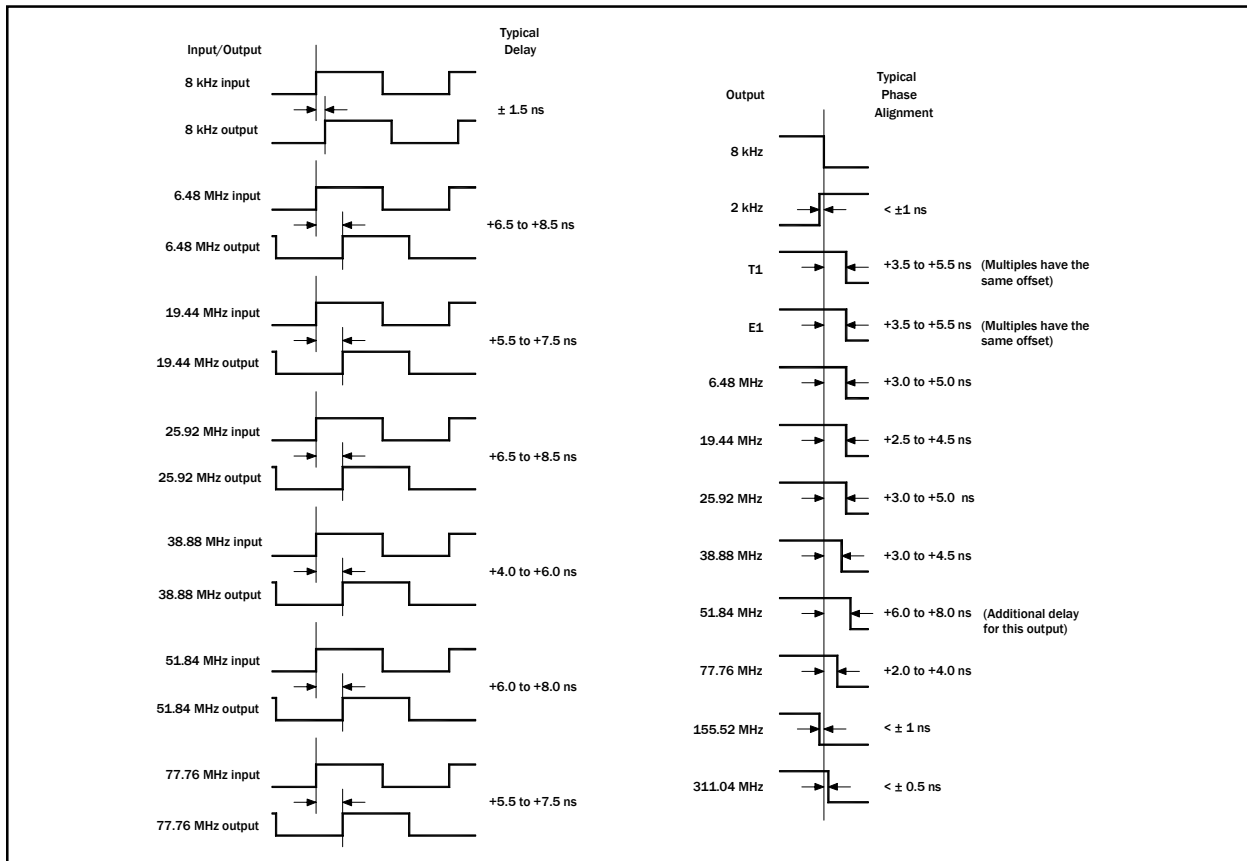 Input/Output
Typical
Delay
8 kHz input
± 1.5 ns
8 kHz output
6.48 MHz input
+6.5 to +8.5 ns
6.48 MHz output
19.44 MHz input
+5.5 to +7.5 ns
19.44 MHz output
25.92 MHz input
+6.5 to +8.5 ns
25.92 MHz output
38.88 MHz input
+4.0 to +6.0 ns
38.88 MHz output
51.84 MHz input
+6.0 to +8.0 ns
51.84 MHz output
77.76 MHz input
+5.5 to +7.5 ns
77.76 MHz output
Output
Typical
Phase
Alignment
8 kHz
2 kHz
< ±1 ns
T1
+3.5 to +5.5 ns (Multiples have the
same offset)
E1
+3.5 to +5.5 ns (Multiples have the
same offset)
6.48 MHz
+3.0 to +5.0 ns
19.44 MHz
+2.5 to +4.5 ns
25.92 MHz
+3.0 to +5.0 ns
38.88 MHz
+3.0 to +4.5 ns
51.84 MHz
+6.0 to +8.0 ns (Additional delay
for this output)
77.76 MHz
+2.0 to +4.0 ns
155.52 MHz
< ± 1 ns
311.04 MHz
< ± 0.5 ns